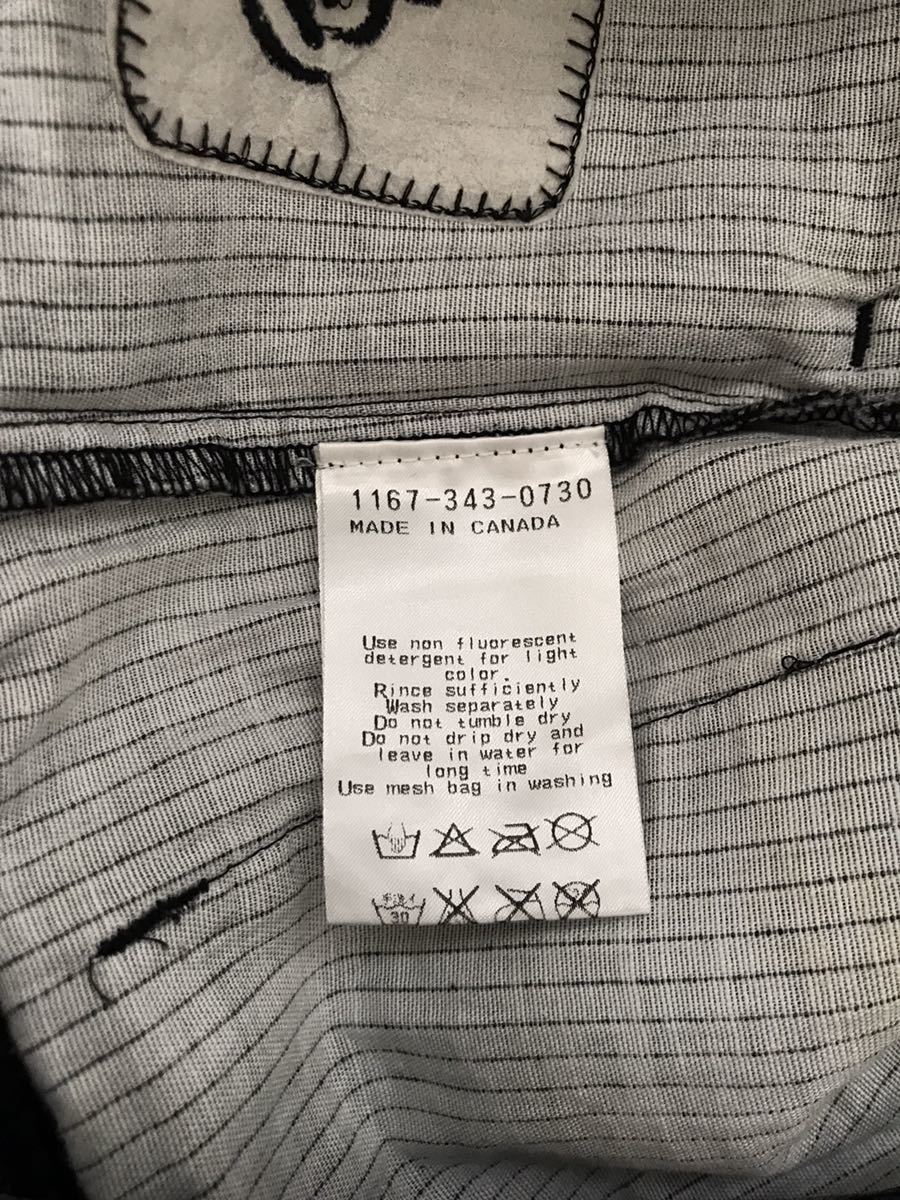 1167-343-0730
MADE IN CANADA
Use non fluorescent
detergent for light
color.
Rince sufficiently
Wash separately
Do not tumble dry
Do not drip dry and
leave in water for
long time
Use mesh bag in washing
30